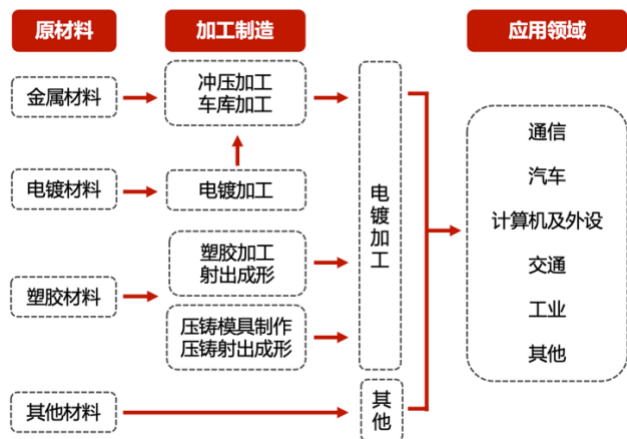 原材料
加工制造
应用领域
金属材料
冲压加工
车库加工
电镀材料
电镀加工
塑胶材料
塑胶加工
射出成形
压铸模具制作
压铸射出成形
其他材料
电镀加工
其他
通信
汽车
计算机及外设
交通
工业
其他